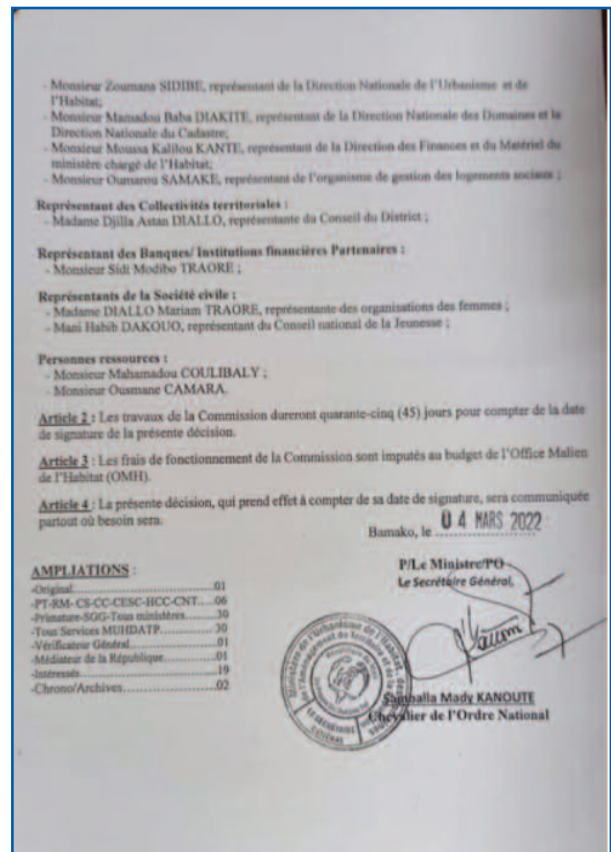 - Monsieur Zoumana SIDIBE, représentant de la Direction Nationale de l'Urbanisme et de
l'Habitat;
- Monsieur Mamadou Baba DIAKITE, représentant de la Direction Nationale des Domaines et la
Direction Nationale du Cadastre;
- Monsieur Moussa Kalilou KANTE, représentant de la Direction des Finances et du Matériel du
ministère chargé de l'Habitat;
- Monsieur Oumarou SAMAKE, représentant de l'organisme de gestion des logements sociaux ;
Représentant des Collectivités territoriales :
- Madame Djilla Astan DIALLO, représentante du Conseil du District ;
Représentant des Banques/ Institutions financières Partenaires :
- Monsieur Sidi Modibo TRAORE ;
Représentants de la Société civile :
- Madame DIALLO Mariam TRAORE, représentante des organisations des femmes ;
- Mani Habib DAKOUO, représentant du Conseil national de la Jeunesse ;
Personnes ressources :
- Monsieur Mahamadou COULIBALY ;
- Monsieur Ousmane CAMARA.
Article 2 : Les travaux de la Commission dureront quarante-cinq (45) jours pour compter de la date
de signature de la présente décision.
Article 3 : Les frais de fonctionnement de la Commission sont imputés au budget de l'Office Malien
de l'Habitat (OMH).
Article 4 : La présente décision, qui prend effet à compter de sa date de signature, sera communiquée
partout où besoin sera.
Bamako, le 04 MARS 2022
P/Le Ministre/PO
Le Secrétaire Général,
AMPLIATIONS :
-Original....................................01
-PT-RM- CS-CC-CESC-HCC-CNT....06
-Primature-SGG-Tous ministères.........30
-Tous Services MUHDATP................30
-Vérificateur Général.......................01
-Médiateur de la République.............01
-Intéressés...................................19
-Chrono/Archives..........................02
LE SECRETAIRE
GENERAL
Samballa Mady KANOUTE
Chevalier de l'Ordre National